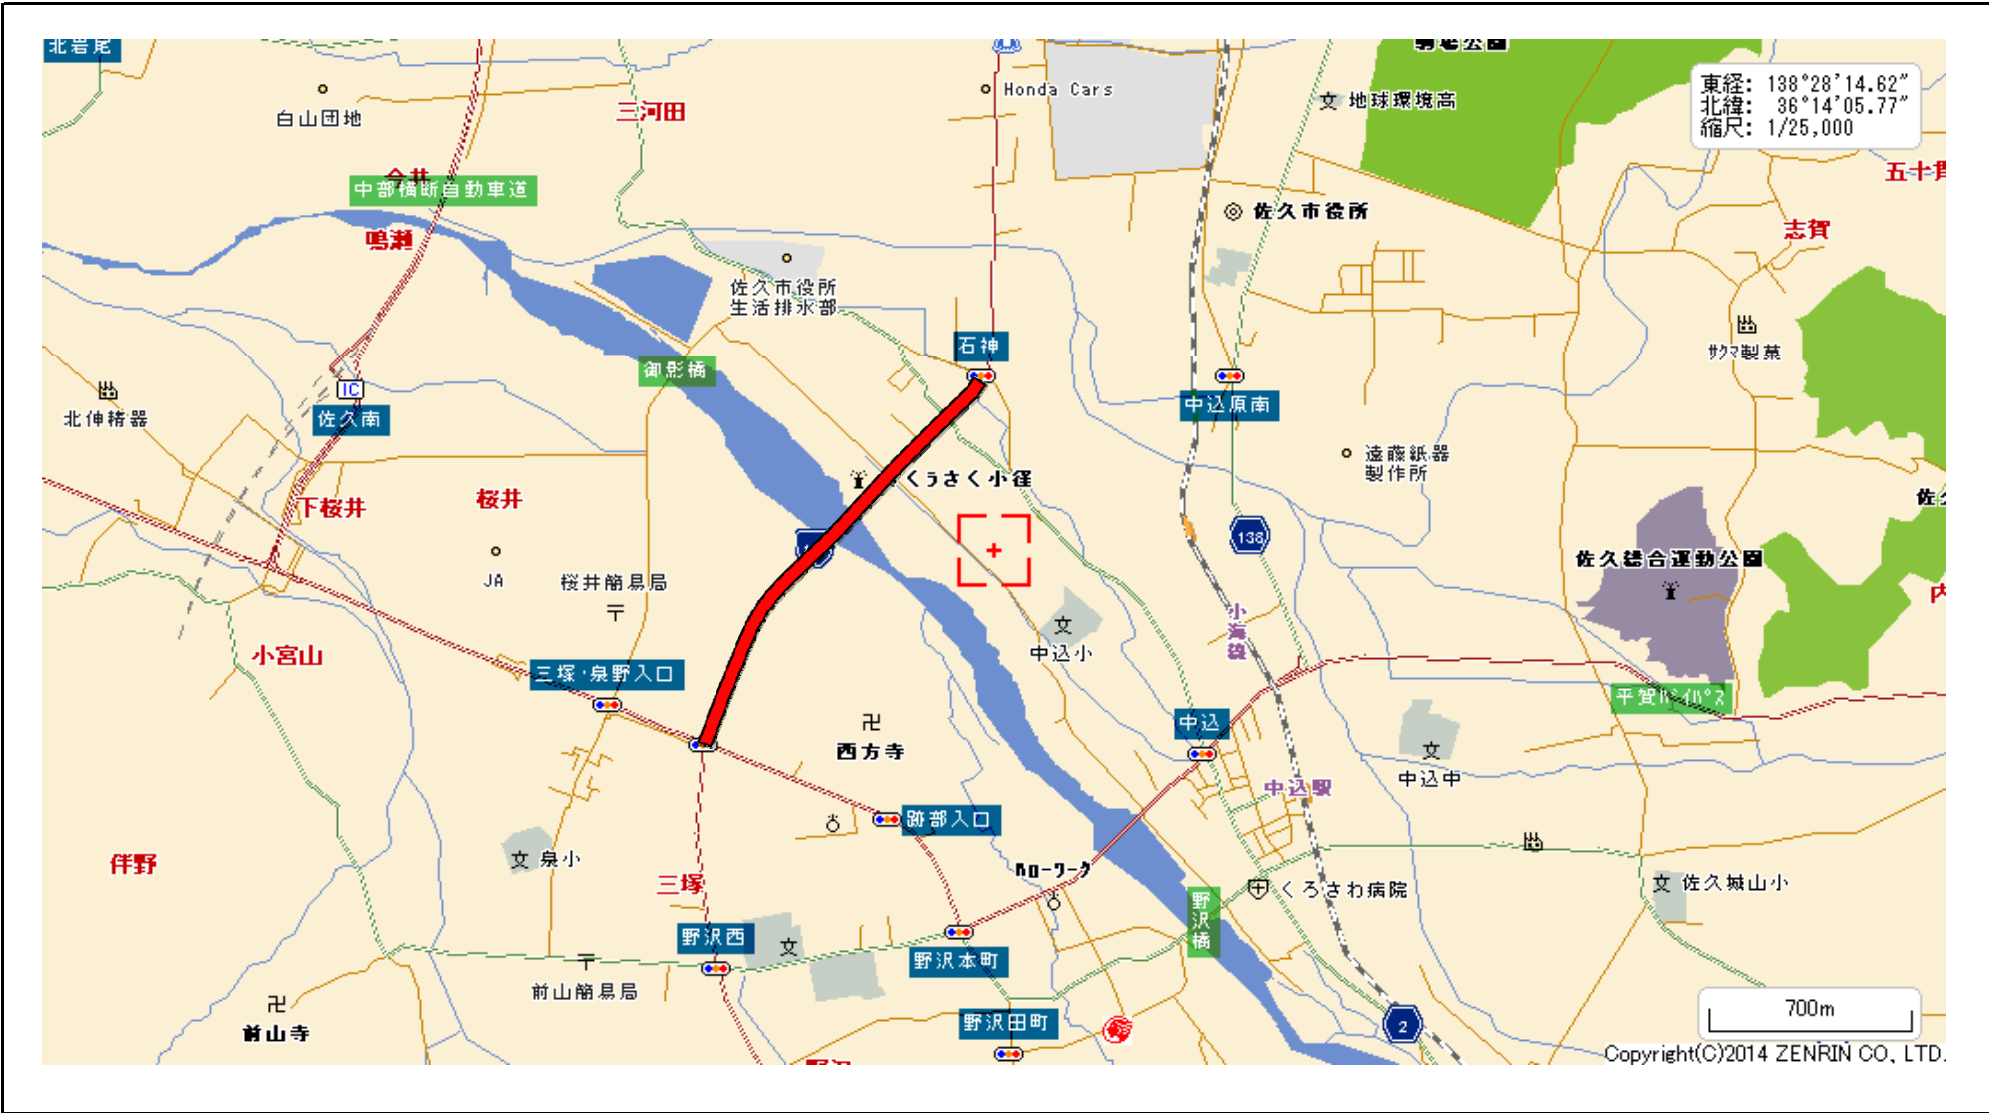 北岩尾
東経: 138°28'14.62"
北緯: 36°14'05.77"
縮尺: 1/25,000
Honda Cars
地球環境高
三河田
白山団地
今井
中部横断自動車道
五十
佐久市役所
志賀
鳴瀬
佐久市役所
生活排水部
石神
サクマ製菓
御影橋
IC
佐久南
北伸精器
中込原南
遠藤紙器
製作所
くうさく小径
桜井
下桜井
138
佐久総合運動公園
JA
桜井簡易局
小海線
中込小
小宮山
三塚・泉野入口
平賀バイパス
中込
西方寺
中込中
中込駅
跡部入口
泉小
伴野
ハローワーク
三塚
くろさわ病院
佐久城山小
野沢橋
野沢西
野沢本町
前山簡易局
前山寺
野沢田町
2
700m
Copyright(C)2014 ZENRIN CO., LTD.